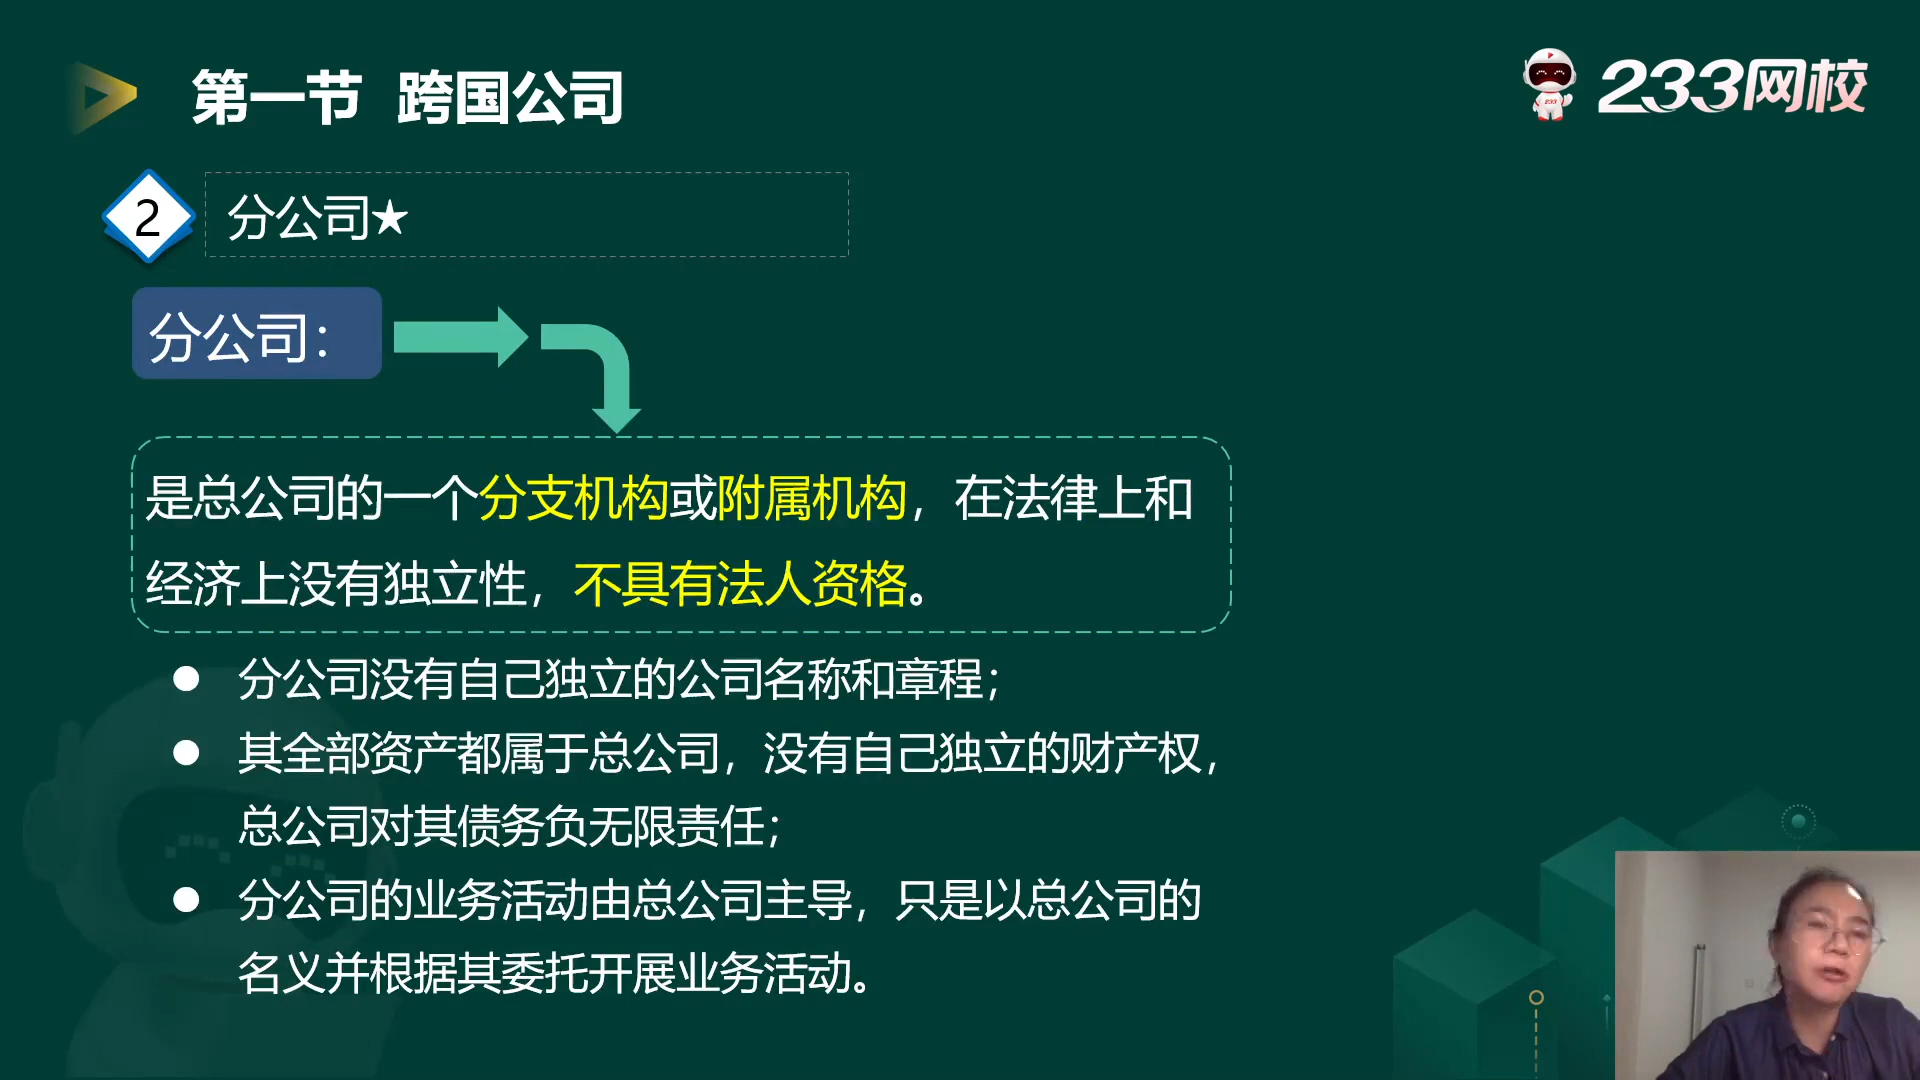 第一节 跨国公司
233网校
2
分公司★
分公司：
是总公司的一个分支机构或附属机构，在法律上和
经济上没有独立性，不具有法人资格。
● 分公司没有自己独立的公司名称和章程；
● 其全部资产都属于总公司，没有自己独立的财产权，
总公司对其债务负无限责任；
● 分公司的业务活动由总公司主导，只是以总公司的
名义并根据其委托开展业务活动。